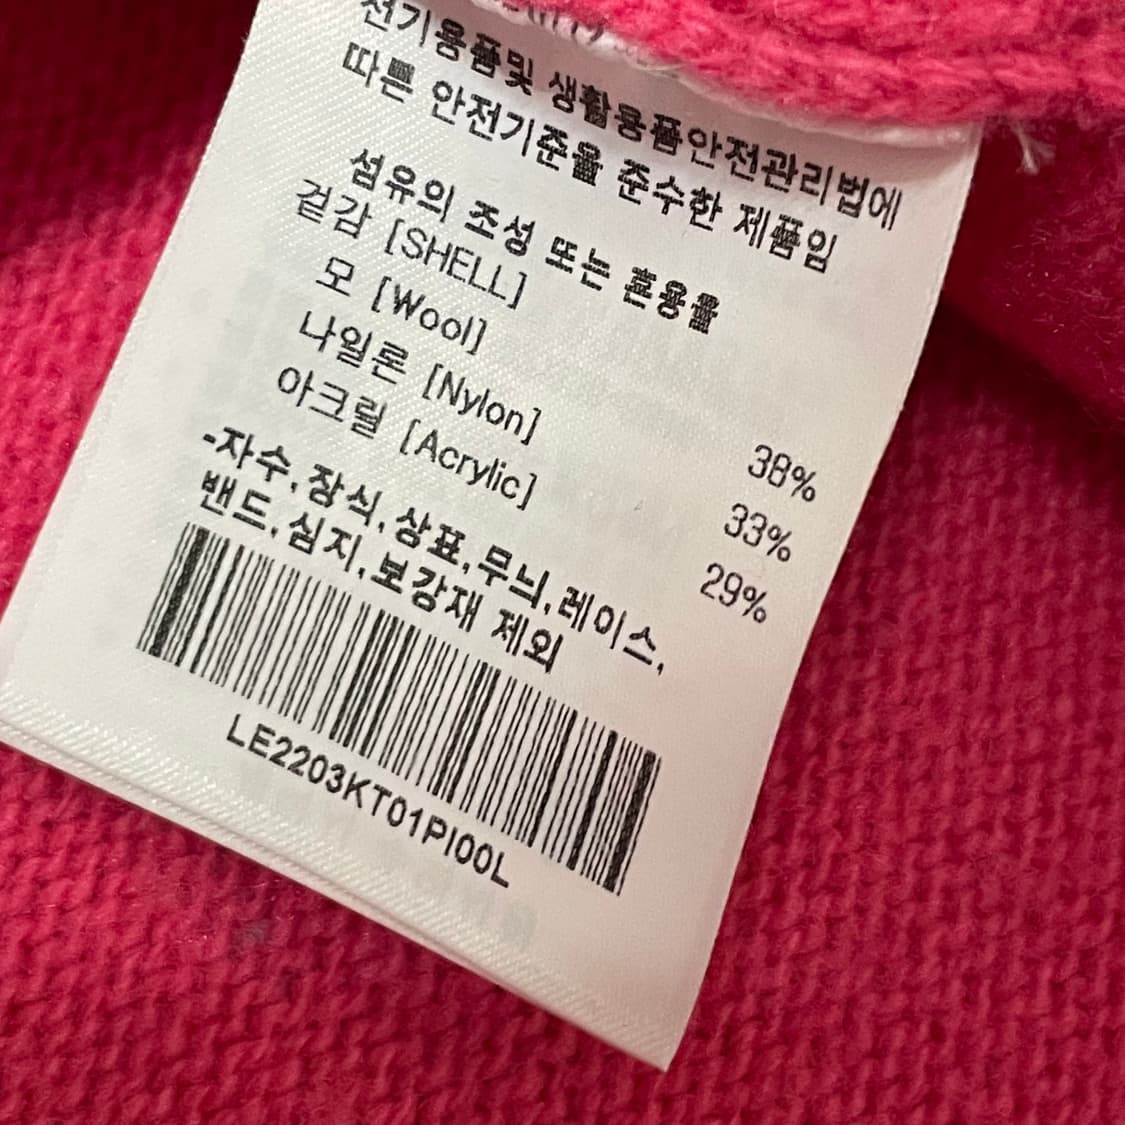 전기용품및 생활용품안전관리법에
따른 안전기준을 준수한 제품임
섬유의 조성 또는 혼용율
겉감 [SHELL]
모 [Wool] 38%
나일론 [Nylon] 33%
아크릴 [Acrylic] 29%
-자수,장식,상표,무늬,레이스,
밴드,심지,보강재 제외
LE2203KT01PI00L